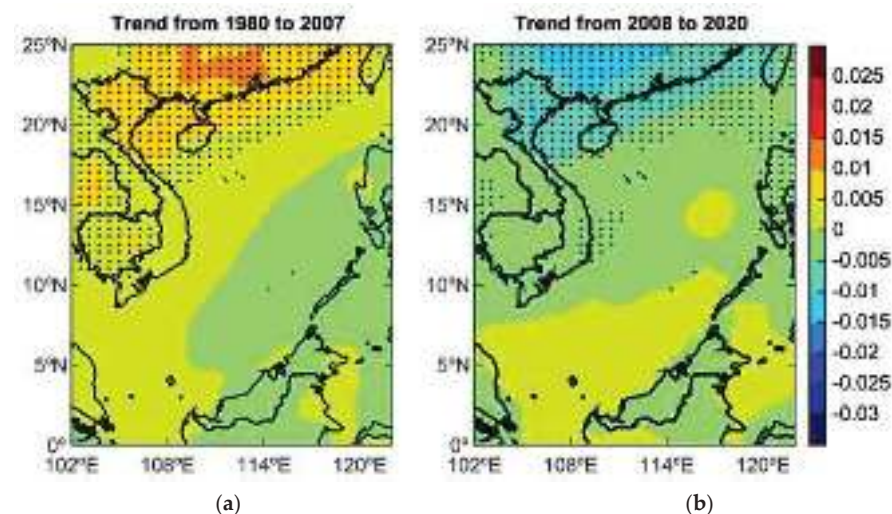 Trend from 1980 to 2007 Trend from 2008 to 2020
25°N 25°N 0.025
20°N 20°N 0.02
0.015
15°N 15°N 0.01
0.005
0
10°N 10°N -0.005
-0.01
5°N 5°N -0.015
-0.02
-0.025
0° 0° -0.03
102°E 108°E 114°E 120°E 102°E 108°E 114°E 120°E
(a) (b)